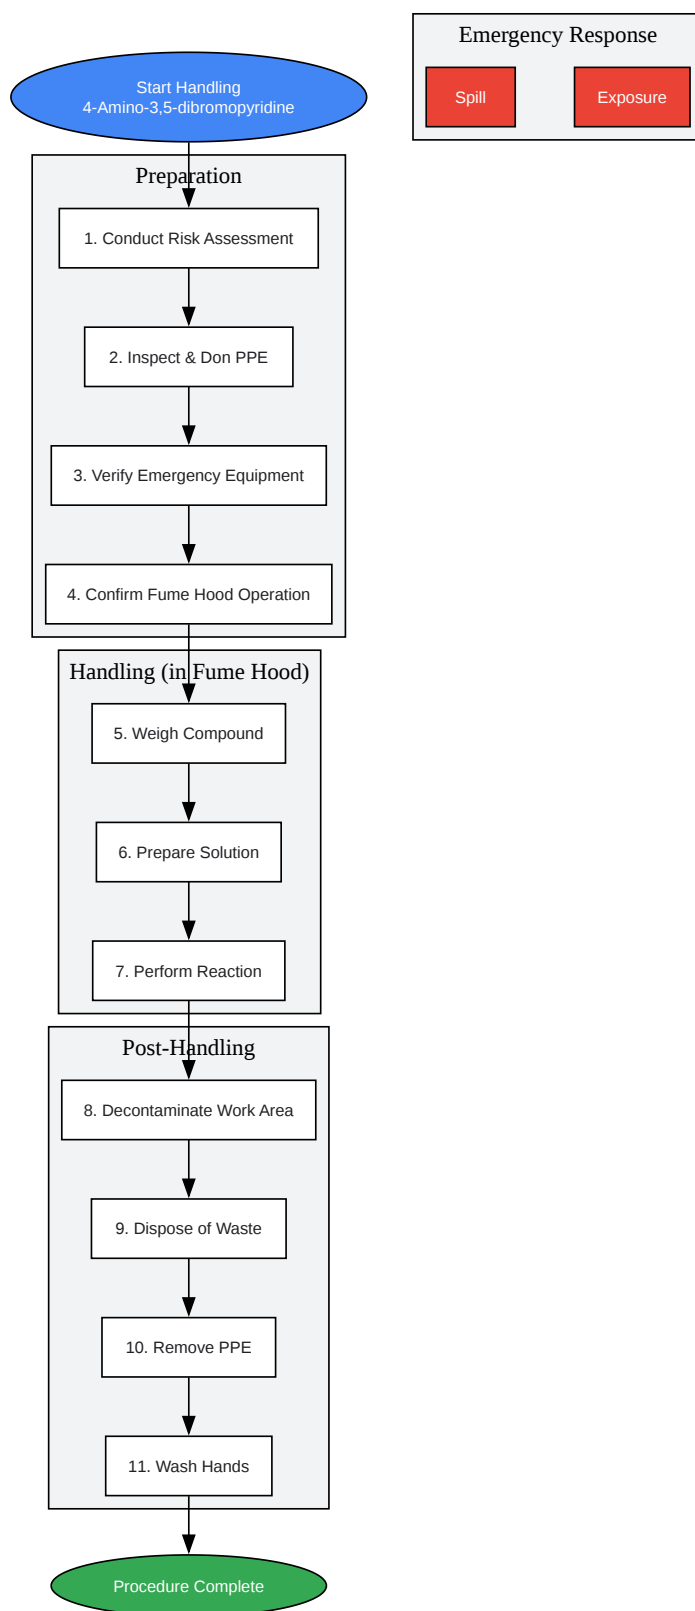 Emergency Response
Spill
Exposure
Start Handling
4-Amino-3,5-dibromopyridine
Preparation
1. Conduct Risk Assessment
2. Inspect & Don PPE
3. Verify Emergency Equipment
4. Confirm Fume Hood Operation
Handling (in Fume Hood)
5. Weigh Compound
6. Prepare Solution
7. Perform Reaction
Post-Handling
8. Decontaminate Work Area
9. Dispose of Waste
10. Remove PPE
11. Wash Hands
Procedure Complete